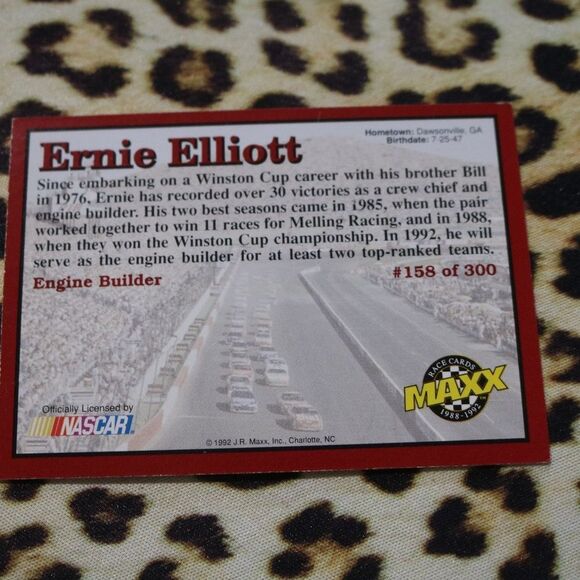 Ernie Elliott
Hometown: Dawsonville, GA
Birthdate: 7-25-47
Since embarking on a Winston Cup career with his brother Bill
in 1976, Ernie has recorded over 30 victories as a crew chief and
engine builder. His two best seasons came in 1985, when the pair
worked together to win 11 races for Melling Racing, and in 1988,
when they won the Winston Cup championship. In 1992, he will
serve as the engine builder for at least two top-ranked teams.
Engine Builder
#158 of 300
RACE CARDS
MAXX
1988-1992
Officially Licensed by
NASCAR
© 1992 J.R. Maxx, Inc., Charlotte, NC